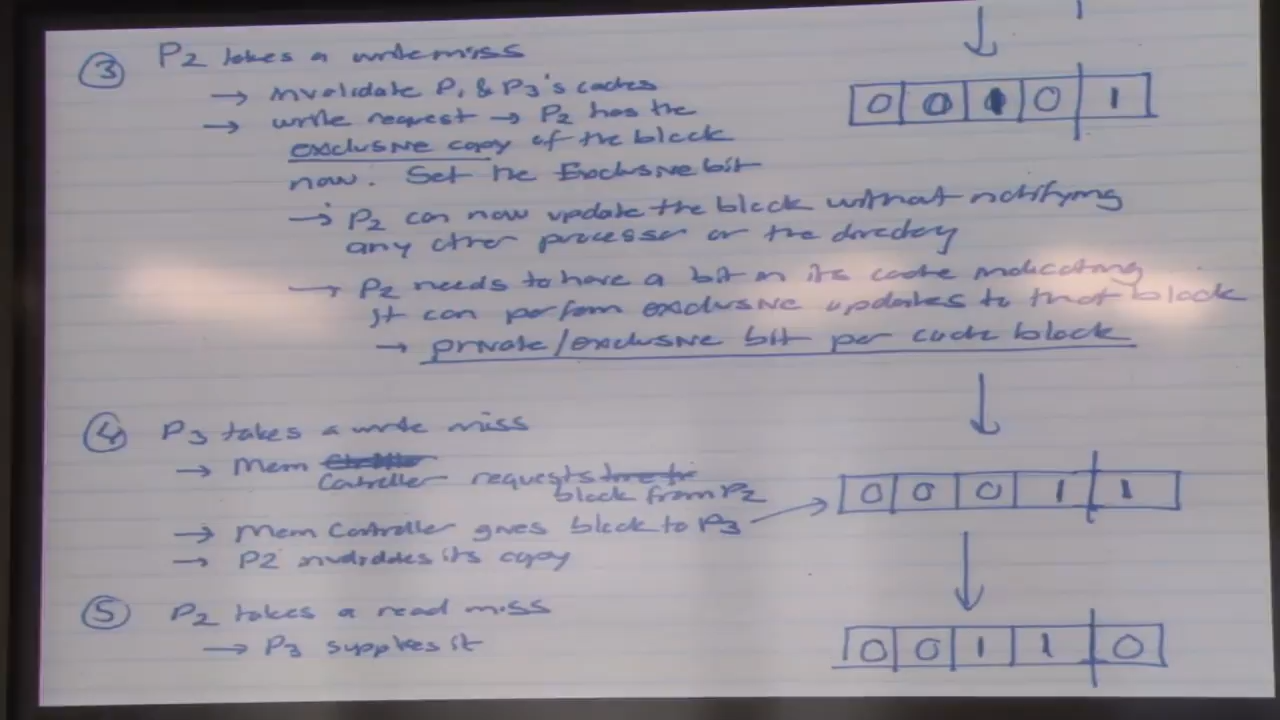 ③ P2 takes a write miss
→ invalidate P1 & P3's caches
→ write request → P2 has the
exclusive copy of the block
now. Set the Exclusive bit
→ P2 can now update the block without notifying
any other processor or the directory
→ P2 needs to have a bit in its cache indicating
it can perform exclusive updates to that block
→ private/exclusive bit per cache block
0 0 1 0 1
④ P3 takes a write miss
→ Mem Controller requests
block from P2
→ Mem Controller gives block to P3
→ P2 invalidates its copy
0 0 0 1 1
⑤ P2 takes a read miss
→ P3 supplies it
0 0 1 1 0